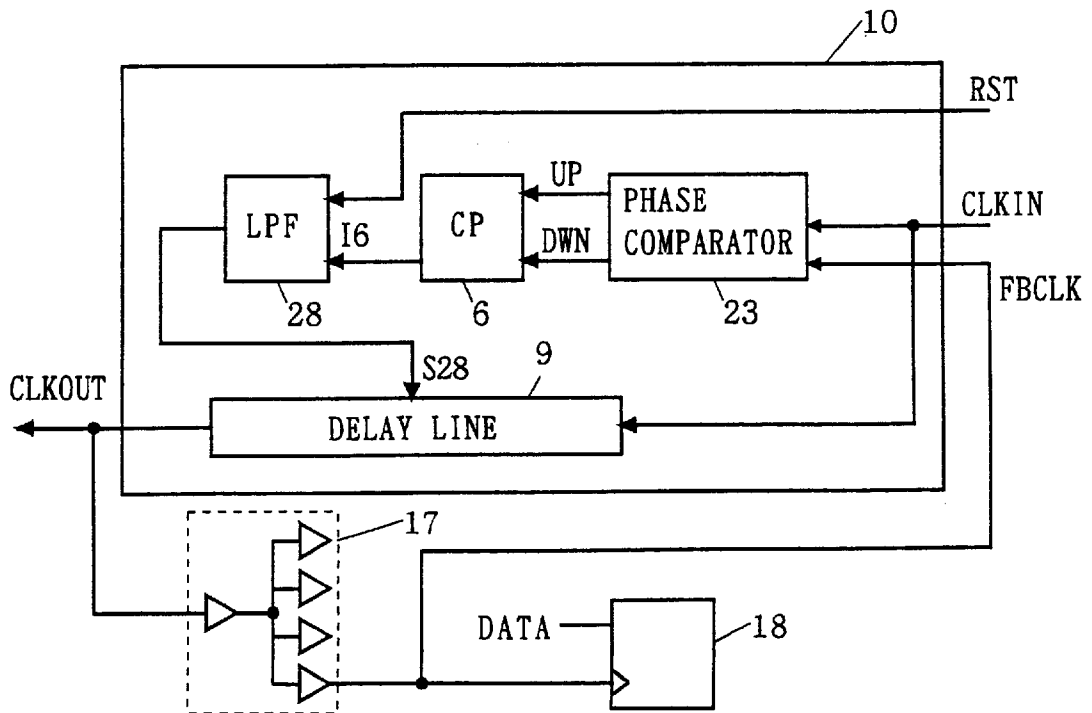 10
RST
UP
LPF
I6
CP
PHASE
COMPARATOR
CLKIN
DWN
28
6
23
FBCLK
S28
9
CLKOUT
DELAY LINE
17
DATA
18